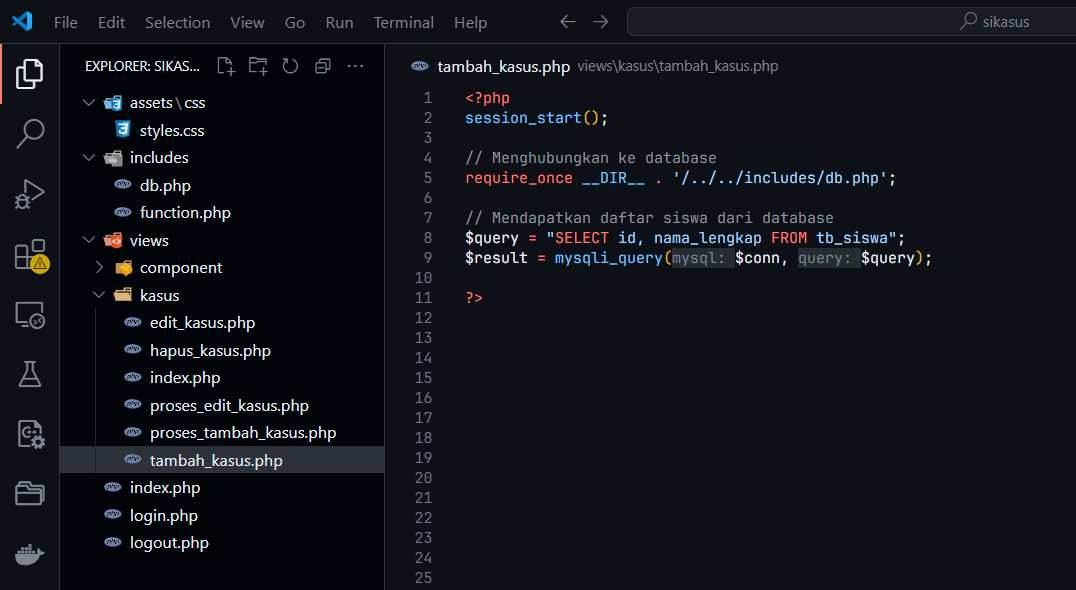 File Edit Selection View Go Run Terminal Help
sikasus
EXPLORER: SIKAS...
assets\css
styles.css
includes
db.php
function.php
views
component
kasus
edit_kasus.php
hapus_kasus.php
index.php
proses_edit_kasus.php
proses_tambah_kasus.php
tambah_kasus.php
index.php
login.php
logout.php
tambah_kasus.php views\kasus\tambah_kasus.php
1 <?php
2 session_start();
3
4 // Menghubungkan ke database
5 require_once __DIR__ . '/../../includes/db.php';
6
7 // Mendapatkan daftar siswa dari database
8 $query = "SELECT id, nama_lengkap FROM tb_siswa";
9 $result = mysqli_query(mysql: $conn, query: $query);
10
11 ?>
12
13
14
15
16
17
18
19
20
21
22
23
24
25